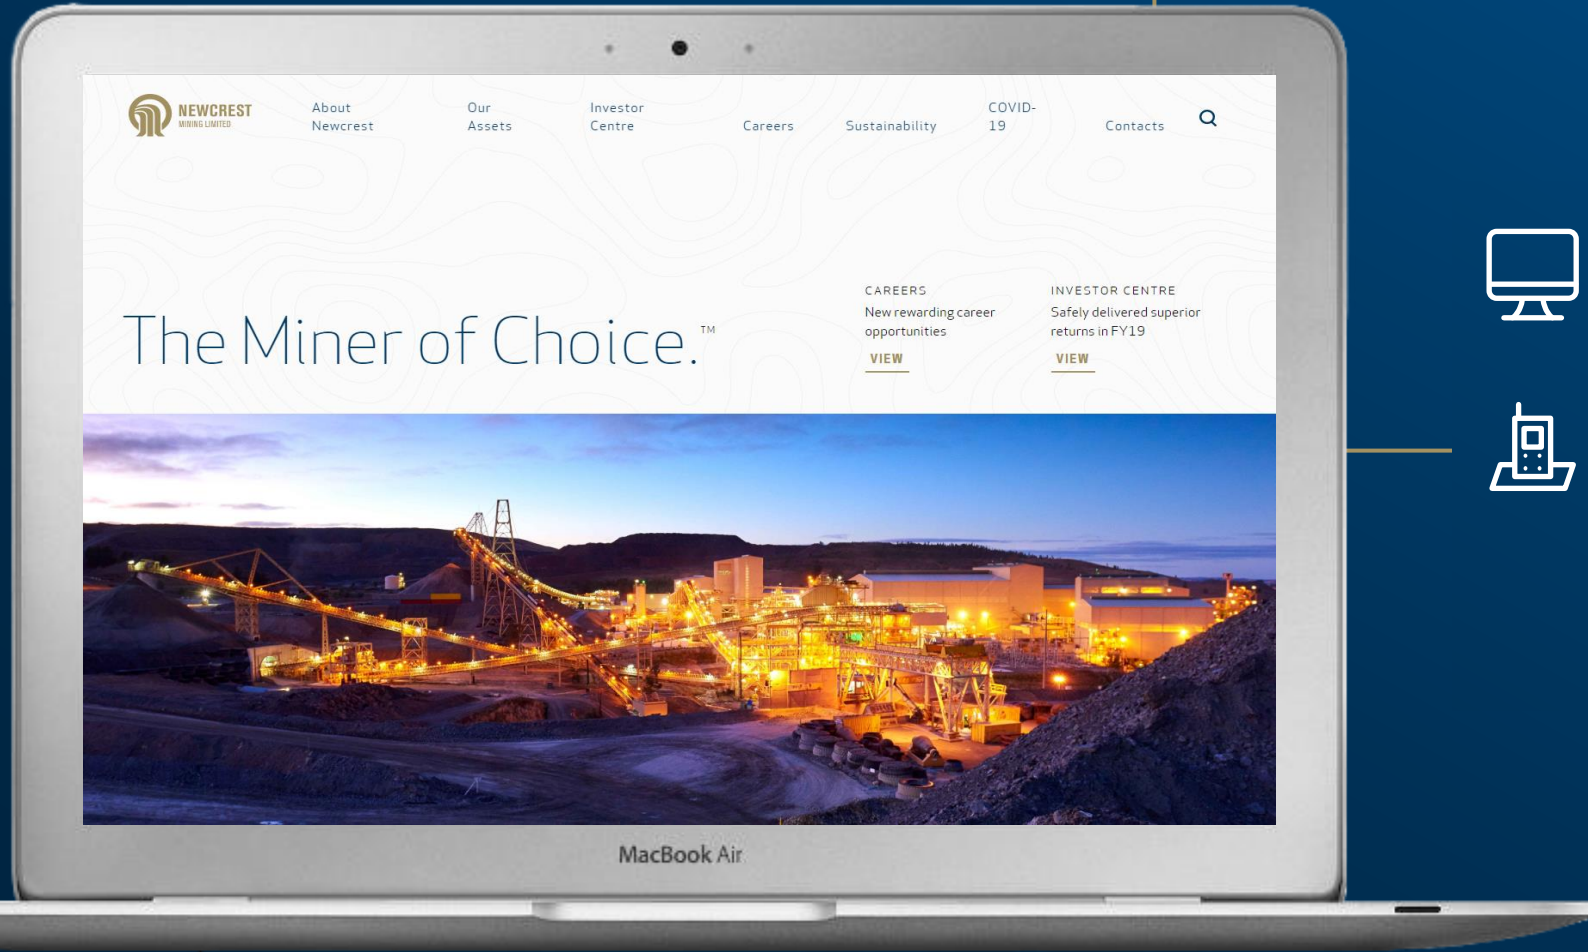 NEWCREST
MINING LIMITED
About
Newcrest
Our
Assets
Investor
Centre
Careers
Sustainability
COVID-
19
Contacts
The Miner of Choice.™
CAREERS
New rewarding career
opportunities
VIEW
INVESTOR CENTRE
Safely delivered superior
returns in FY19
VIEW
MacBook Air